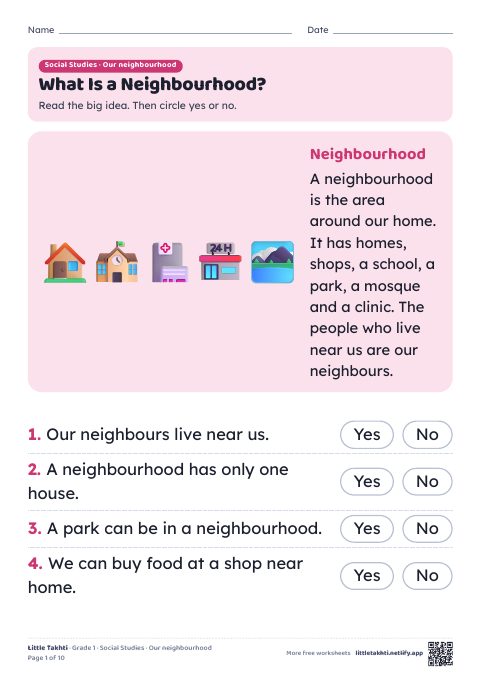 Name
Date
Social Studies · Our neighbourhood
What Is a Neighbourhood?
Read the big idea. Then circle yes or no.
24 H
Neighbourhood
A neighbourhood
is the area
around our home.
It has homes,
shops, a school, a
park, a mosque
and a clinic. The
people who live
near us are our
neighbours.
1. Our neighbours live near us. Yes No
2. A neighbourhood has only one
house. Yes No
3. A park can be in a neighbourhood. Yes No
4. We can buy food at a shop near
home. Yes No
Little Takhti · Grade 1 · Social Studies · Our neighbourhood
Page 1 of 10
More free worksheets · littletakhti.netlify.app